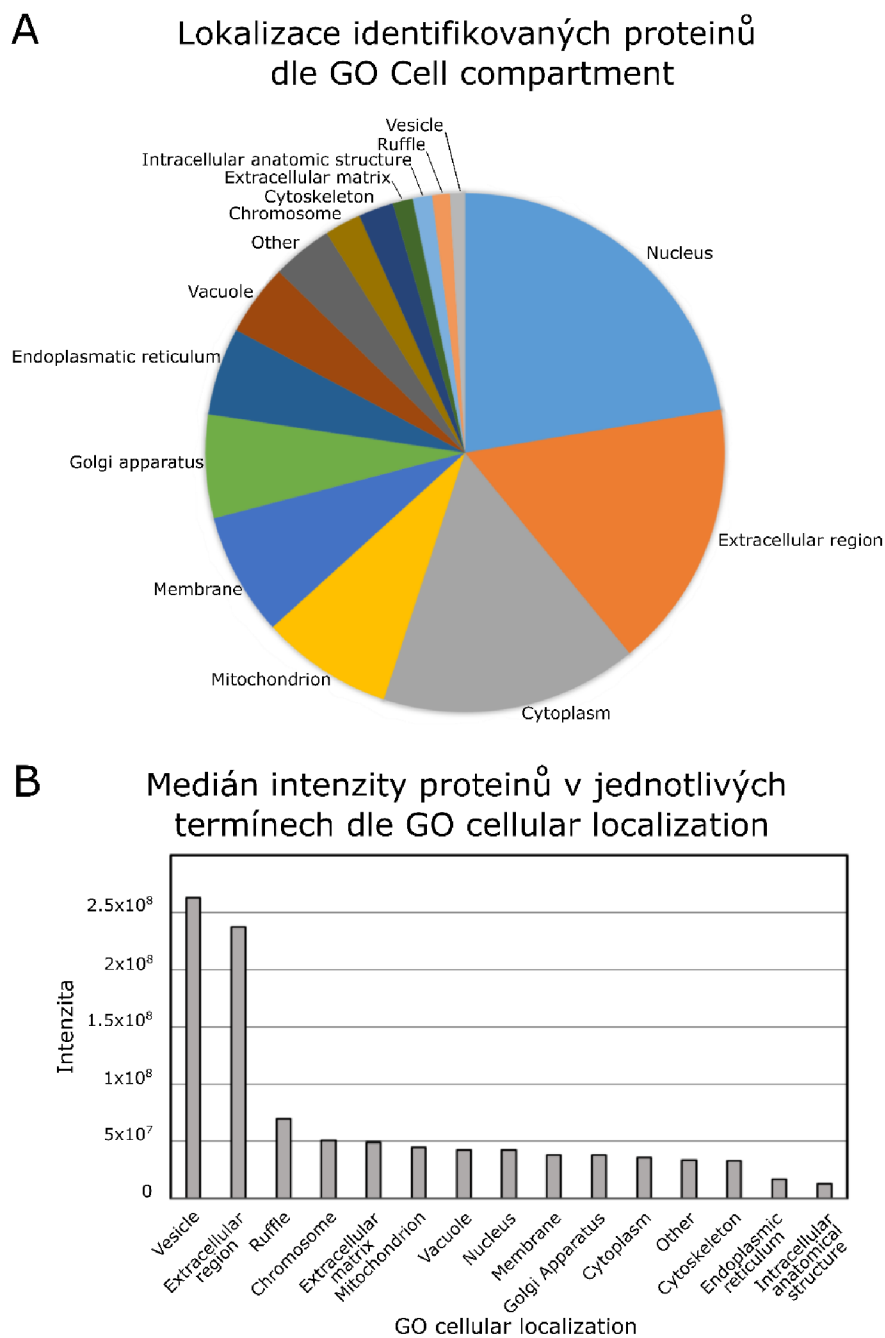 A
Lokalizace identifikovaných proteinů
dle GO Cell compartment
Vesicle
Ruffle
Intracellular anatomic structure
Extracellular matrix
Cytoskeleton
Chromosome
Other
Nucleus
Vacuole
Endoplasmatic reticulum
Golgi apparatus
Extracellular region
Membrane
Mitochondrion
Cytoplasm
B
Medián intenzity proteinů v jednotlivých
termínech dle GO cellular localization
Intenzita
2.5x10⁸
2x10⁸
1.5x10⁸
1x10⁸
5x10⁷
0
Vesicle
Extracellular
region
Ruffle
Chromosome
Extracellular
matrix
Mitochondrion
Vacuole
Nucleus
Membrane
Golgi Apparatus
Cytoplasm
Other
Cytoskeleton
Endoplasmic
reticulum
Intracellular
anatomical
structure
GO cellular localization